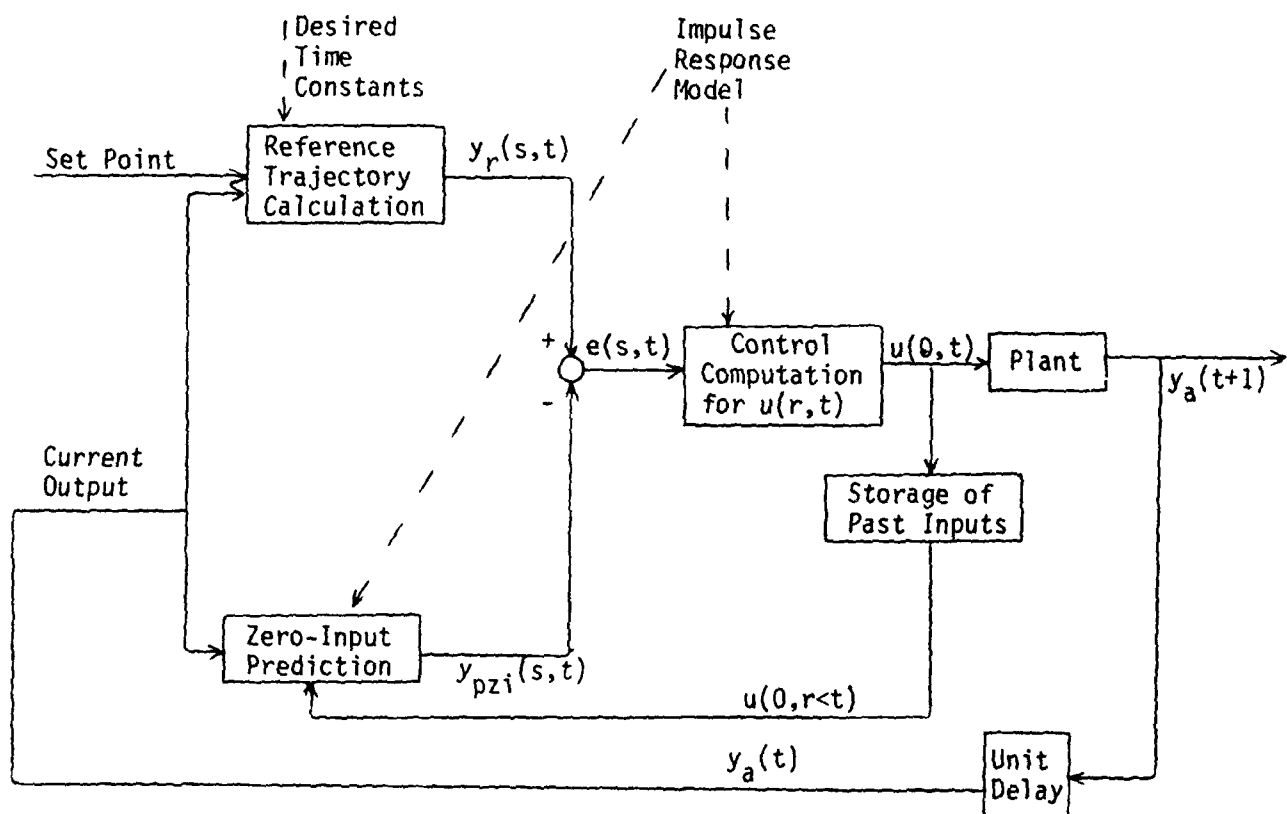 Desired
Time
Constants
Impulse
Response
Model
Set Point
Reference
Trajectory
Calculation
y_r(s,t)
+
-
e(s,t)
Control
Computation
for u(r,t)
u(0,t)
Plant
y_a(t+1)
Current
Output
Storage of
Past Inputs
Zero-Input
Prediction
y_pzi(s,t)
u(0,r<t)
y_a(t)
Unit
Delay